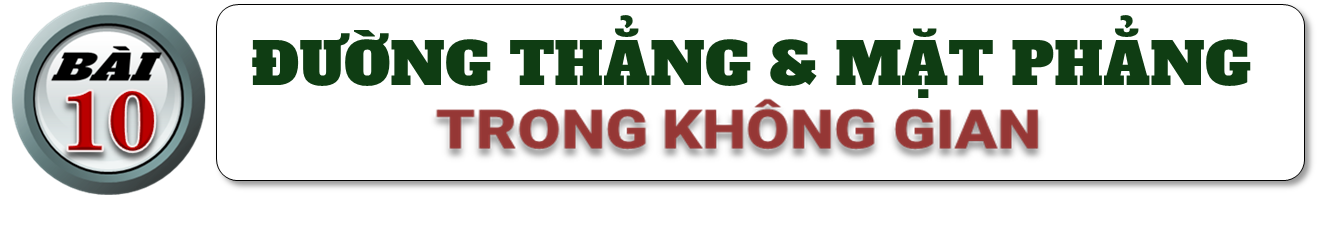 BÀI
10
ĐƯỜNG THẲNG & MẶT PHẲNG
TRONG KHÔNG GIAN